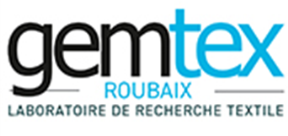 gemtex
ROUBAIX
LABORATOIRE DE RECHERCHE TEXTILE